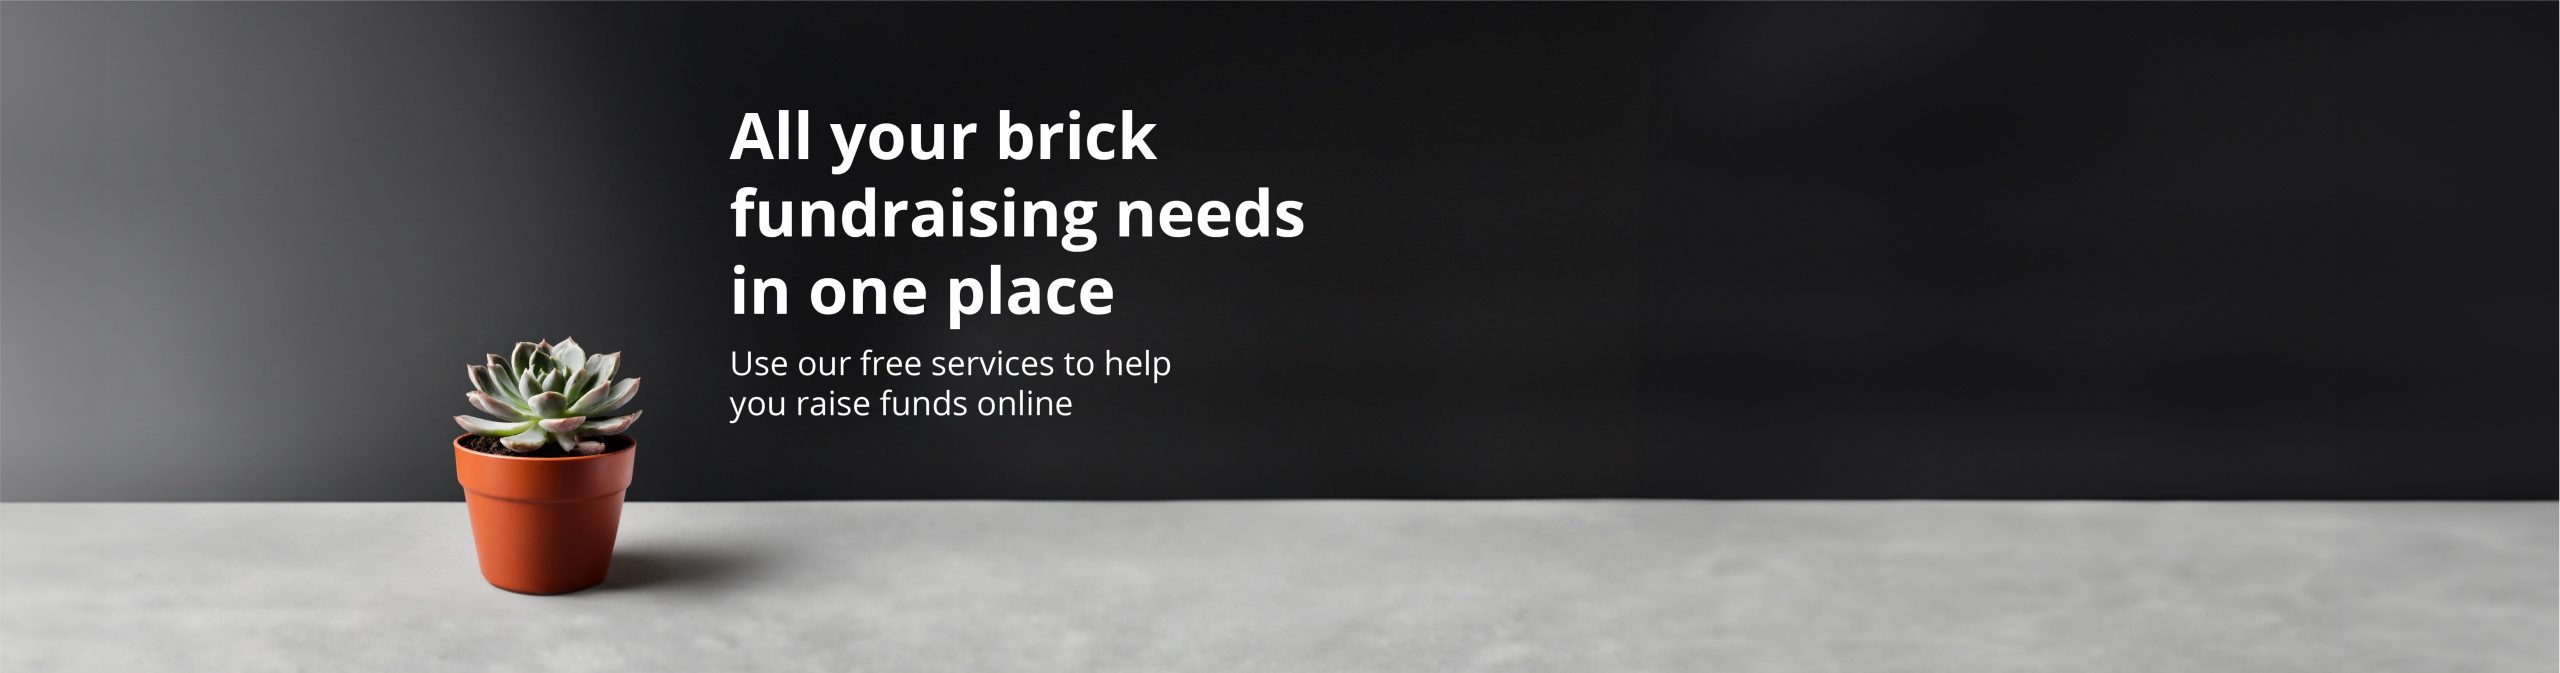 All your brick
fundraising needs
in one place
Use our free services to help
you raise funds online